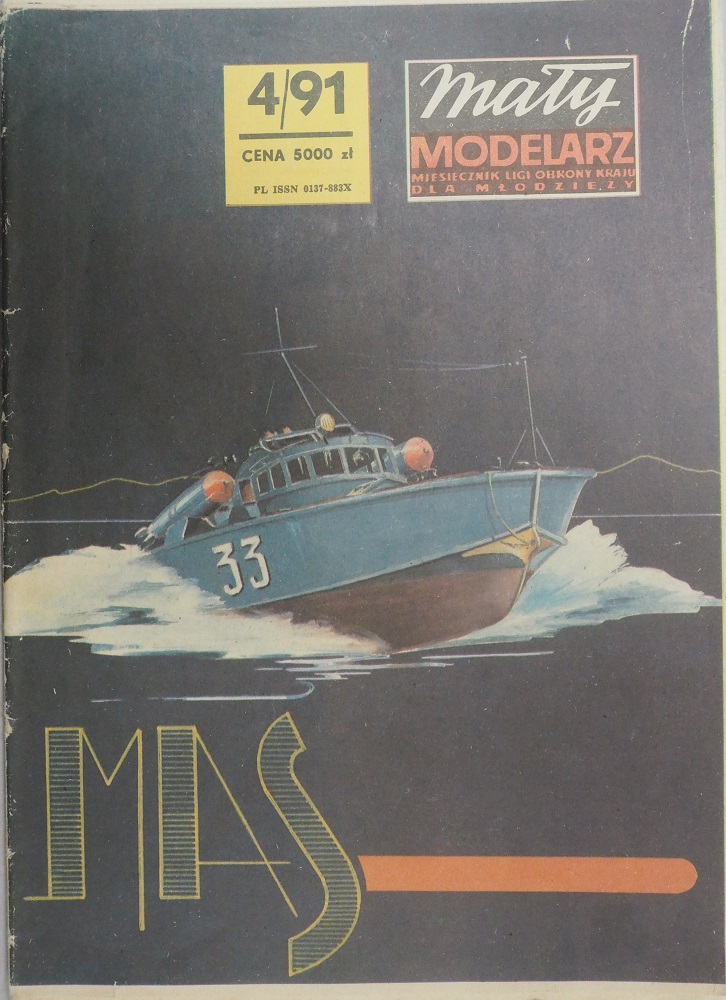 4/91
CENA 5000 zł
PL ISSN 0137-883X
Mały
MODELARZ
MIESIĘCZNIK LIGI OBRONY KRAJU
DLA MŁODZIEŻY
33
MAS